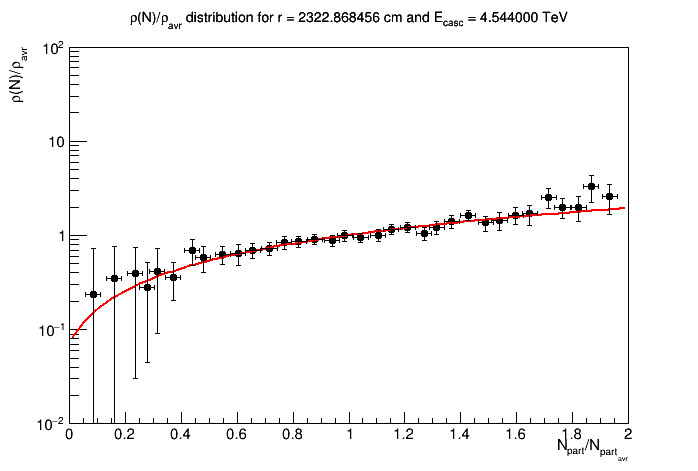 ρ(N)/ρavr distribution for r = 2322.868456 cm and Ecasc = 4.544000 TeV
ρ(N)/ρavr
10²
10
1
10⁻¹
10⁻²
0 0.2 0.4 0.6 0.8 1 1.2 1.4 1.6 1.8 2
Npart/Npartavr